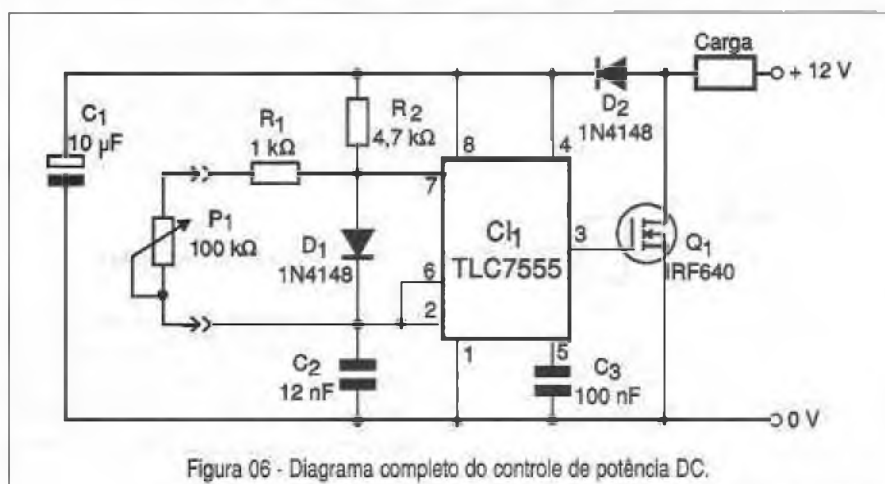 Carga
+ 12 V
C1
10 µF
R1
1 kΩ
R2
4,7 kΩ
D2
1N4148
8
4
7
P1
100 kΩ
D1
1N4148
CI1
TLC7555
3
Q1
IRF640
6
2
1
5
C2
12 nF
C3
100 nF
0 V
Figura 06 - Diagrama completo do controle de potência DC.